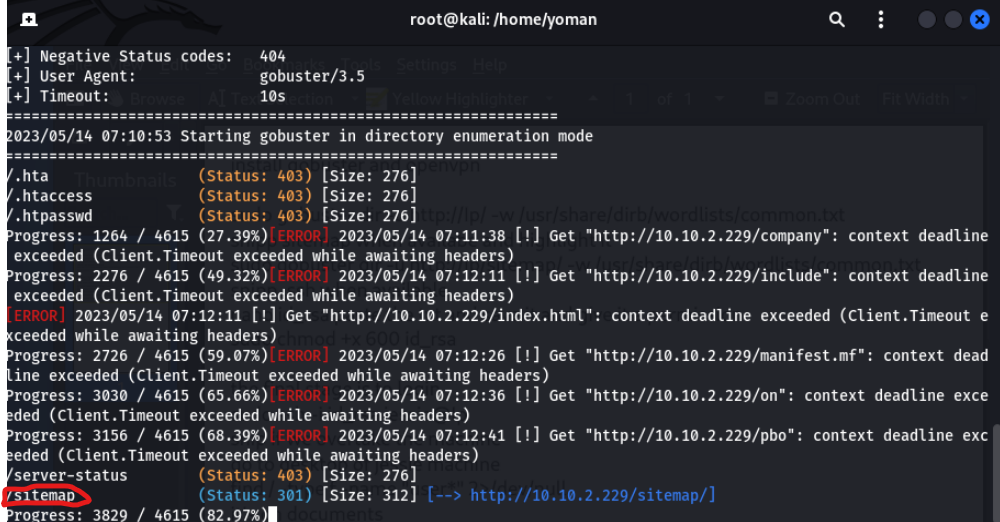 root@kali: /home/yoman
[+] Negative Status codes:   404
[+] User Agent:              gobuster/3.5
[+] Timeout:                 10s
===============================================================
2023/05/14 07:10:53 Starting gobuster in directory enumeration mode
===============================================================
/.hta                 (Status: 403) [Size: 276]
/.htaccess            (Status: 403) [Size: 276]
/.htpasswd            (Status: 403) [Size: 276]
Progress: 1264 / 4615 (27.39%)[ERROR] 2023/05/14 07:11:38 [!] Get "http://10.10.2.229/company": context deadline
 exceeded (Client.Timeout exceeded while awaiting headers)
Progress: 2276 / 4615 (49.32%)[ERROR] 2023/05/14 07:12:11 [!] Get "http://10.10.2.229/include": context deadline
 exceeded (Client.Timeout exceeded while awaiting headers)
[ERROR] 2023/05/14 07:12:11 [!] Get "http://10.10.2.229/index.html": context deadline exceeded (Client.Timeout e
xceeded while awaiting headers)
Progress: 2726 / 4615 (59.07%)[ERROR] 2023/05/14 07:12:26 [!] Get "http://10.10.2.229/manifest.mf": context dead
line exceeded (Client.Timeout exceeded while awaiting headers)
Progress: 3030 / 4615 (65.66%)[ERROR] 2023/05/14 07:12:36 [!] Get "http://10.10.2.229/on": context deadline exce
eded (Client.Timeout exceeded while awaiting headers)
Progress: 3156 / 4615 (68.39%)[ERROR] 2023/05/14 07:12:41 [!] Get "http://10.10.2.229/pbo": context deadline exc
eeded (Client.Timeout exceeded while awaiting headers)
/server-status        (Status: 403) [Size: 276]
/sitemap              (Status: 301) [Size: 312] [--> http://10.10.2.229/sitemap/]
Progress: 3829 / 4615 (82.97%)